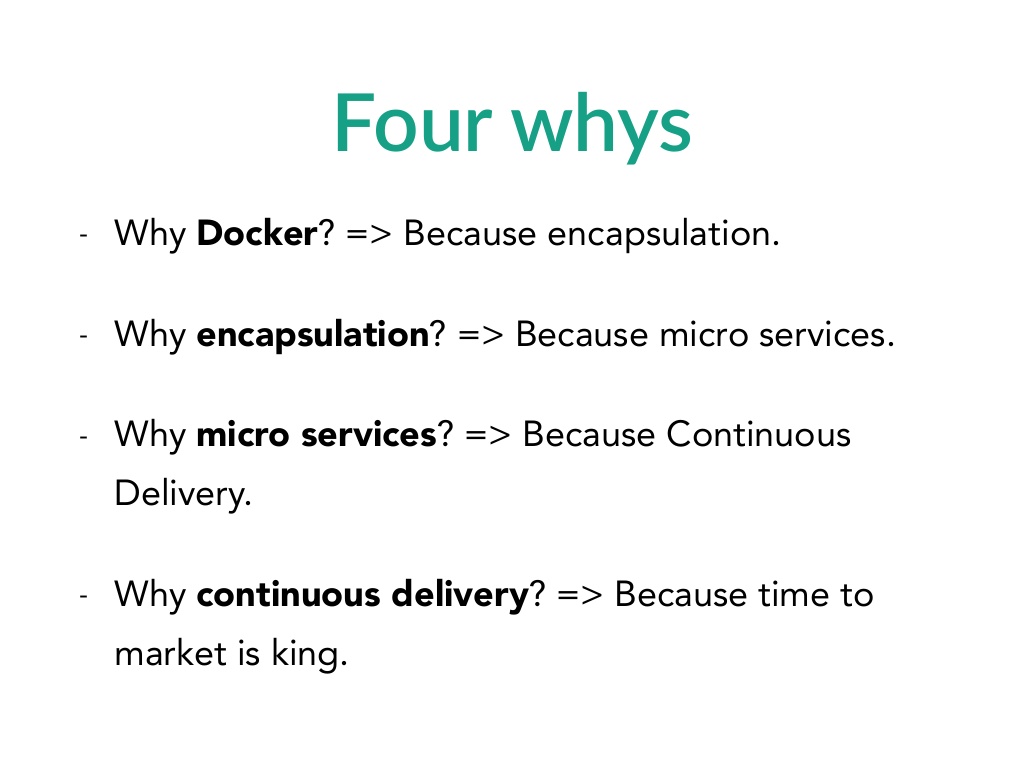 Four whys
- Why Docker? => Because encapsulation.
- Why encapsulation? => Because micro services.
- Why micro services? => Because Continuous
Delivery.
- Why continuous delivery? => Because time to
market is king.